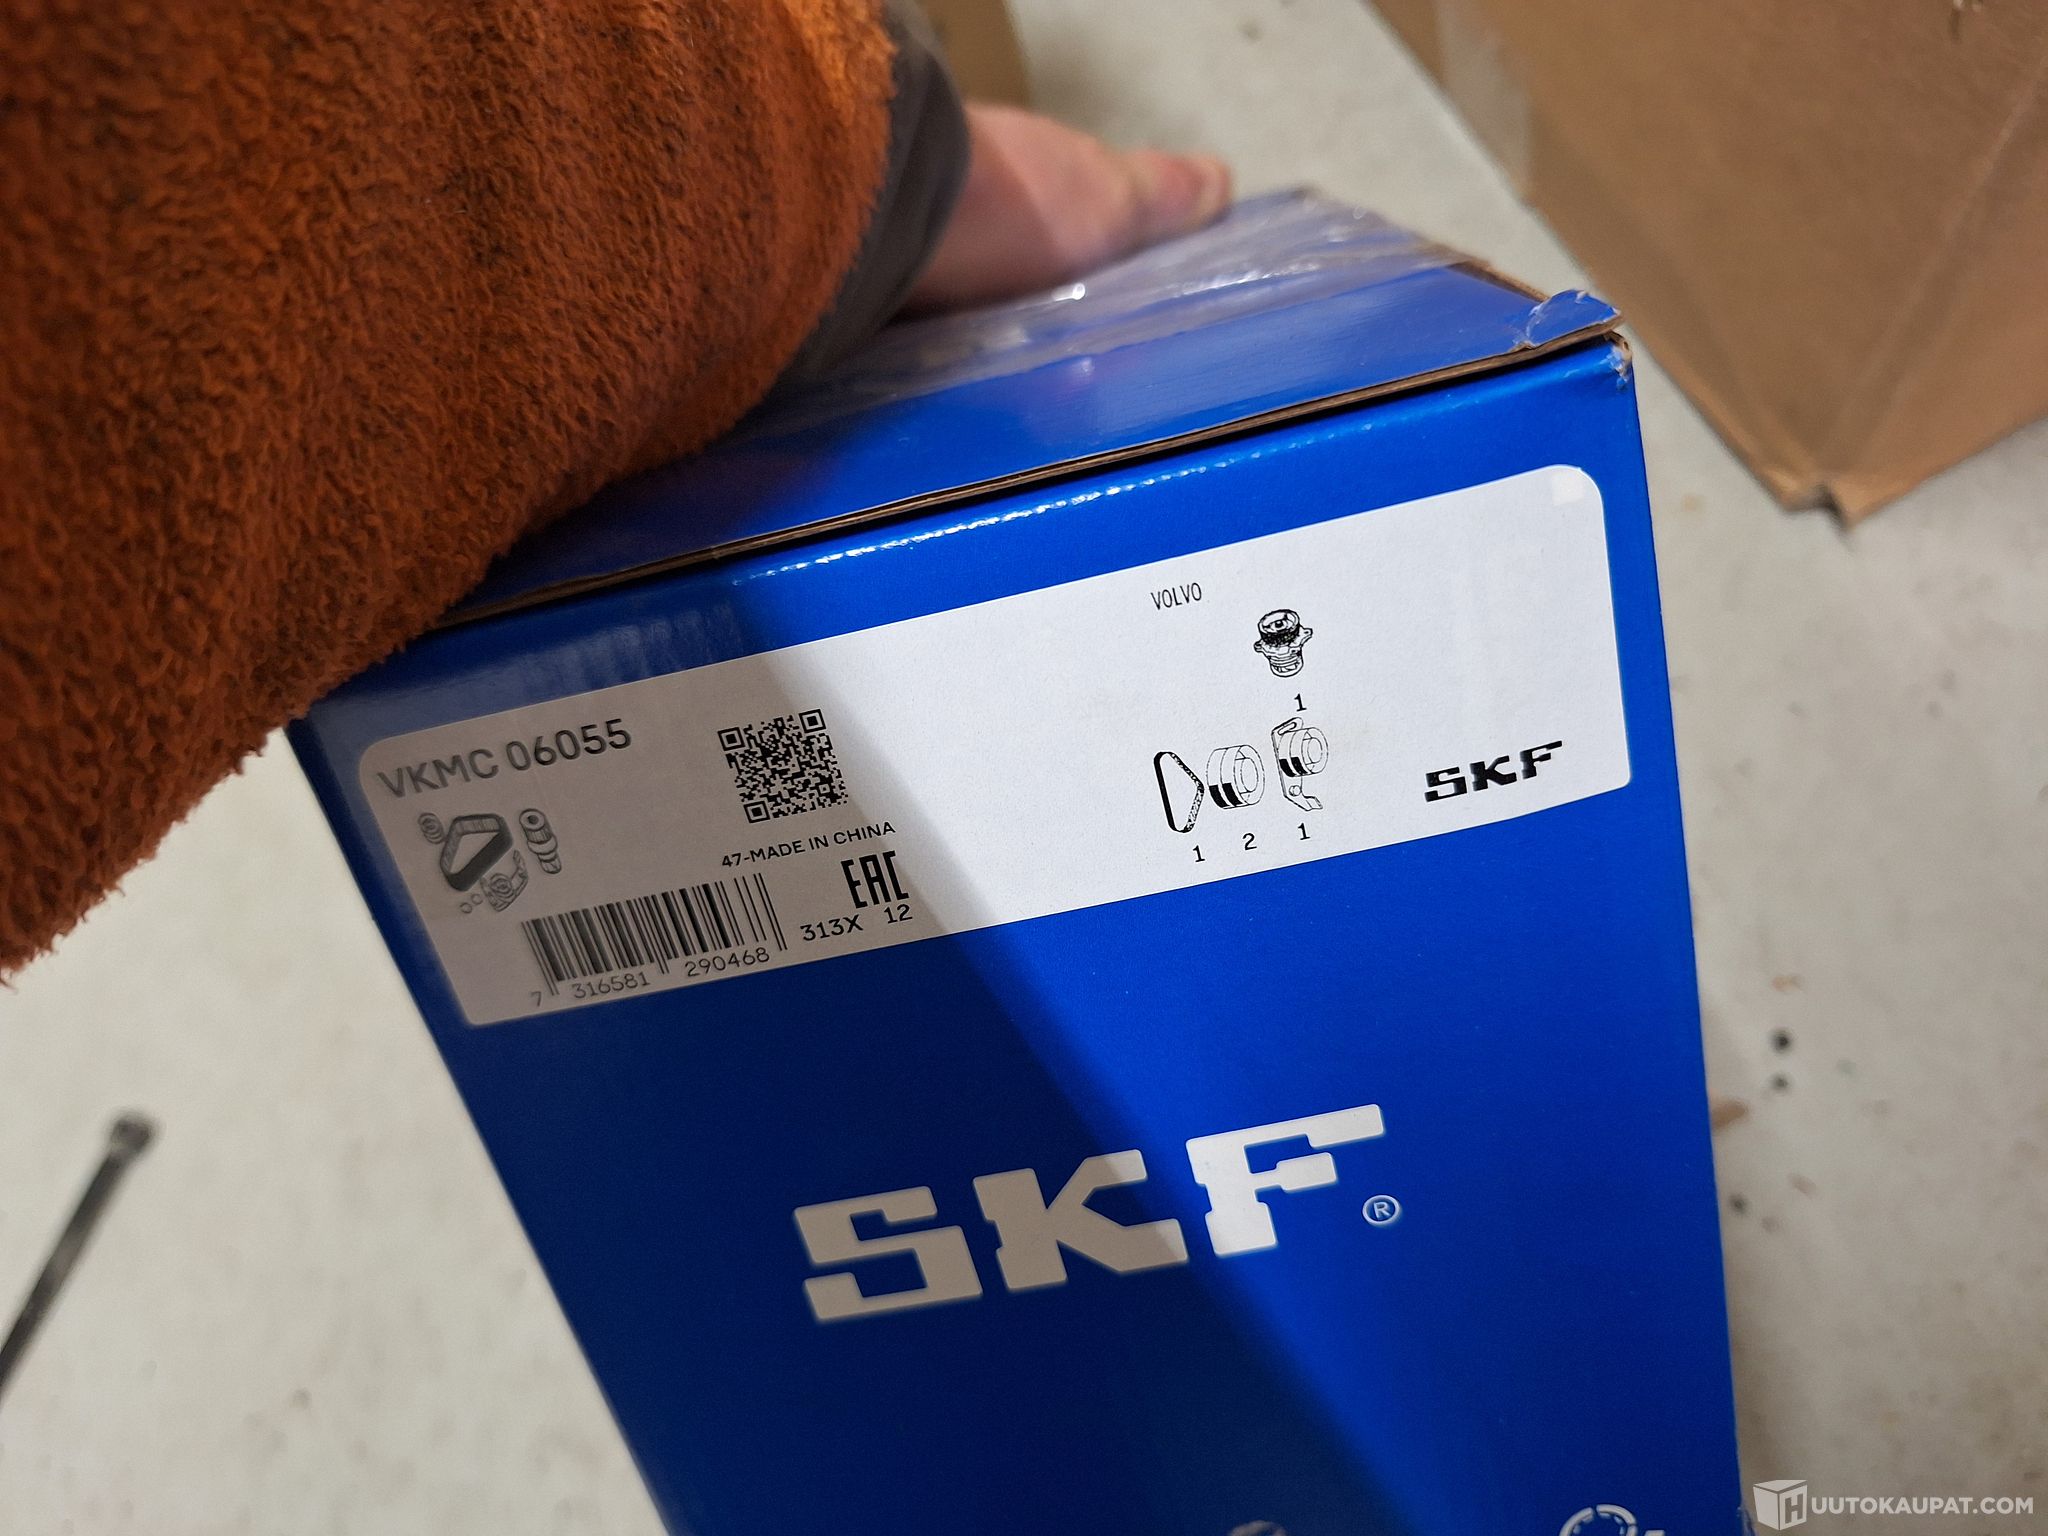 VOLVO
1
VKMC 06055
SKF
47-MADE IN CHINA
1 2 1
EAC
313X 12
7 316581 290468
SKF®
HUUTOKAUPAT.COM